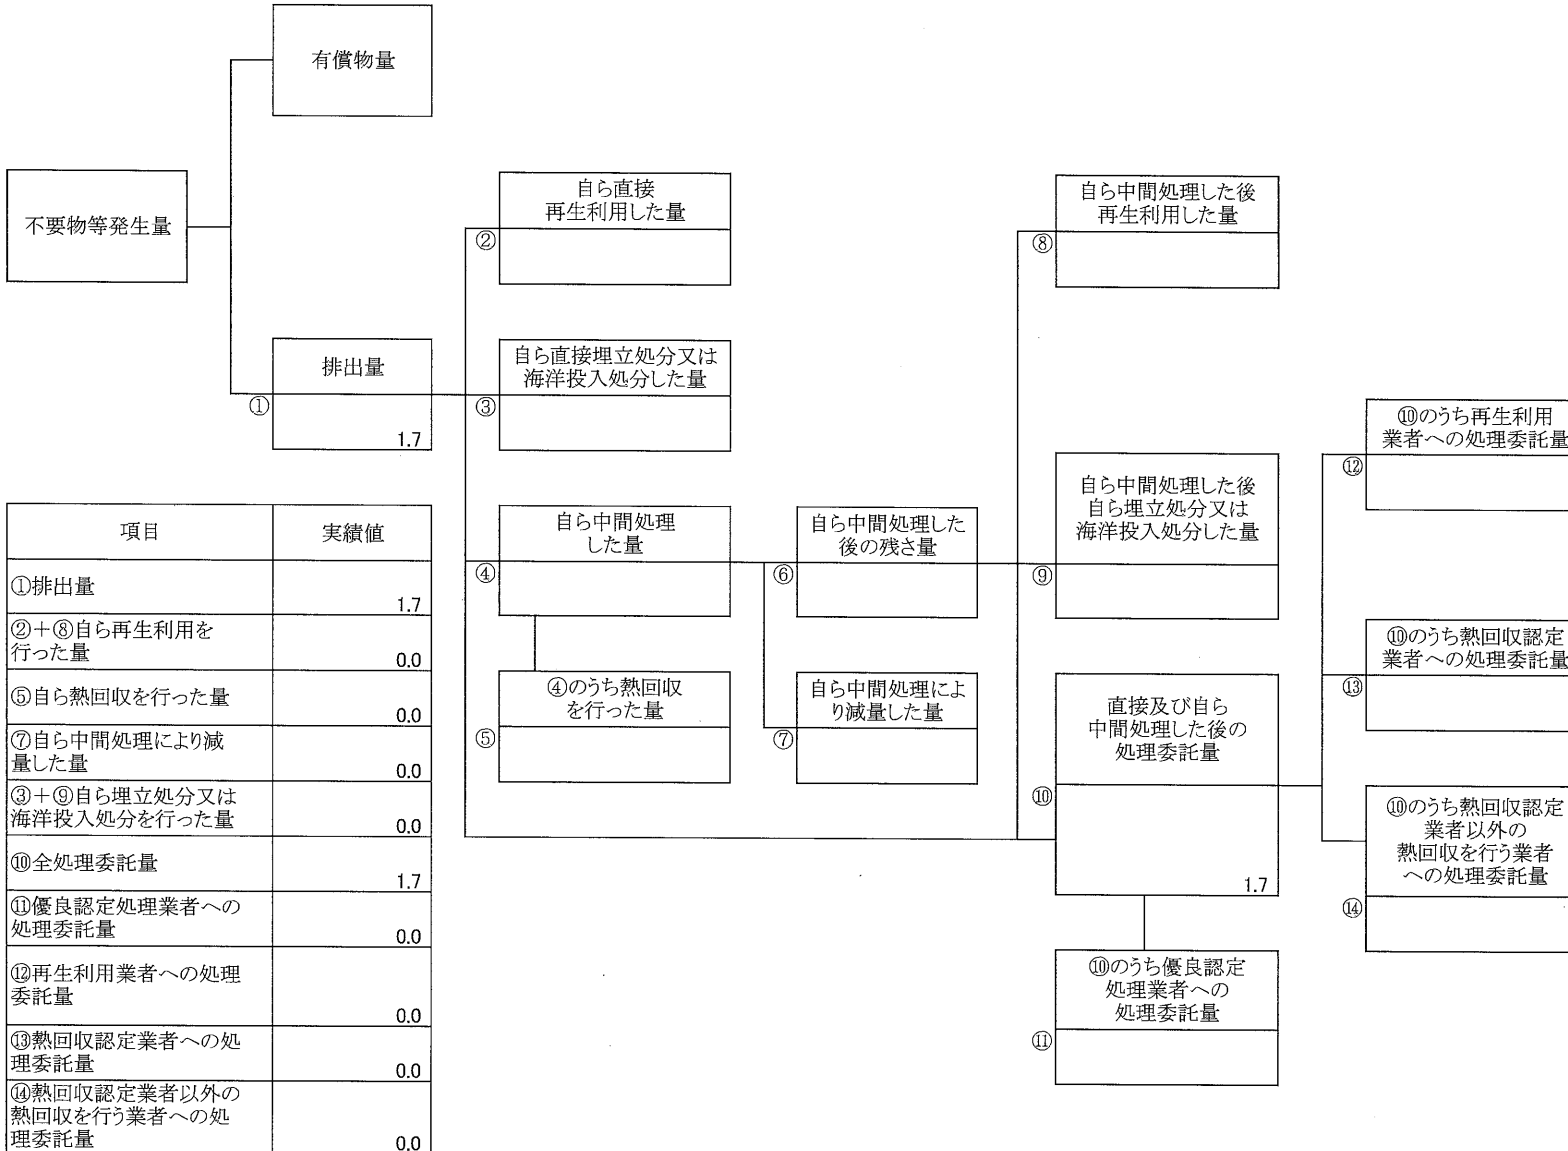 有償物量
不要物等発生量
自ら直接
再生利用した量
②
自ら中間処理した後
再生利用した量
⑧
排出量
①
1.7
自ら直接埋立処分又は
海洋投入処分した量
③
⑩のうち再生利用
業者への処理委託量
⑫
自ら中間処理
した量
④
自ら中間処理した
後の残さ量
⑥
自ら中間処理した後
自ら埋立処分又は
海洋投入処分した量
⑨
⑩のうち熱回収認定
業者への処理委託量
⑬
④のうち熱回収
を行った量
⑤
自ら中間処理によ
り減量した量
⑦
直接及び自ら
中間処理した後の
処理委託量
⑩
1.7
⑩のうち熱回収認定
業者以外の
熱回収を行う業者
への処理委託量
⑭
⑩のうち優良認定
処理業者への
処理委託量
⑪
項目 実績値
①排出量 1.7
②+⑧自ら再生利用を
行った量 0.0
⑤自ら熱回収を行った量 0.0
⑦自ら中間処理により減
量した量 0.0
③+⑨自ら埋立処分又は
海洋投入処分を行った量 0.0
⑩全処理委託量 1.7
⑪優良認定処理業者への
処理委託量 0.0
⑫再生利用業者への処理
委託量 0.0
⑬熱回収認定業者への処
理委託量 0.0
⑭熱回収認定業者以外の
熱回収を行う業者への処
理委託量 0.0